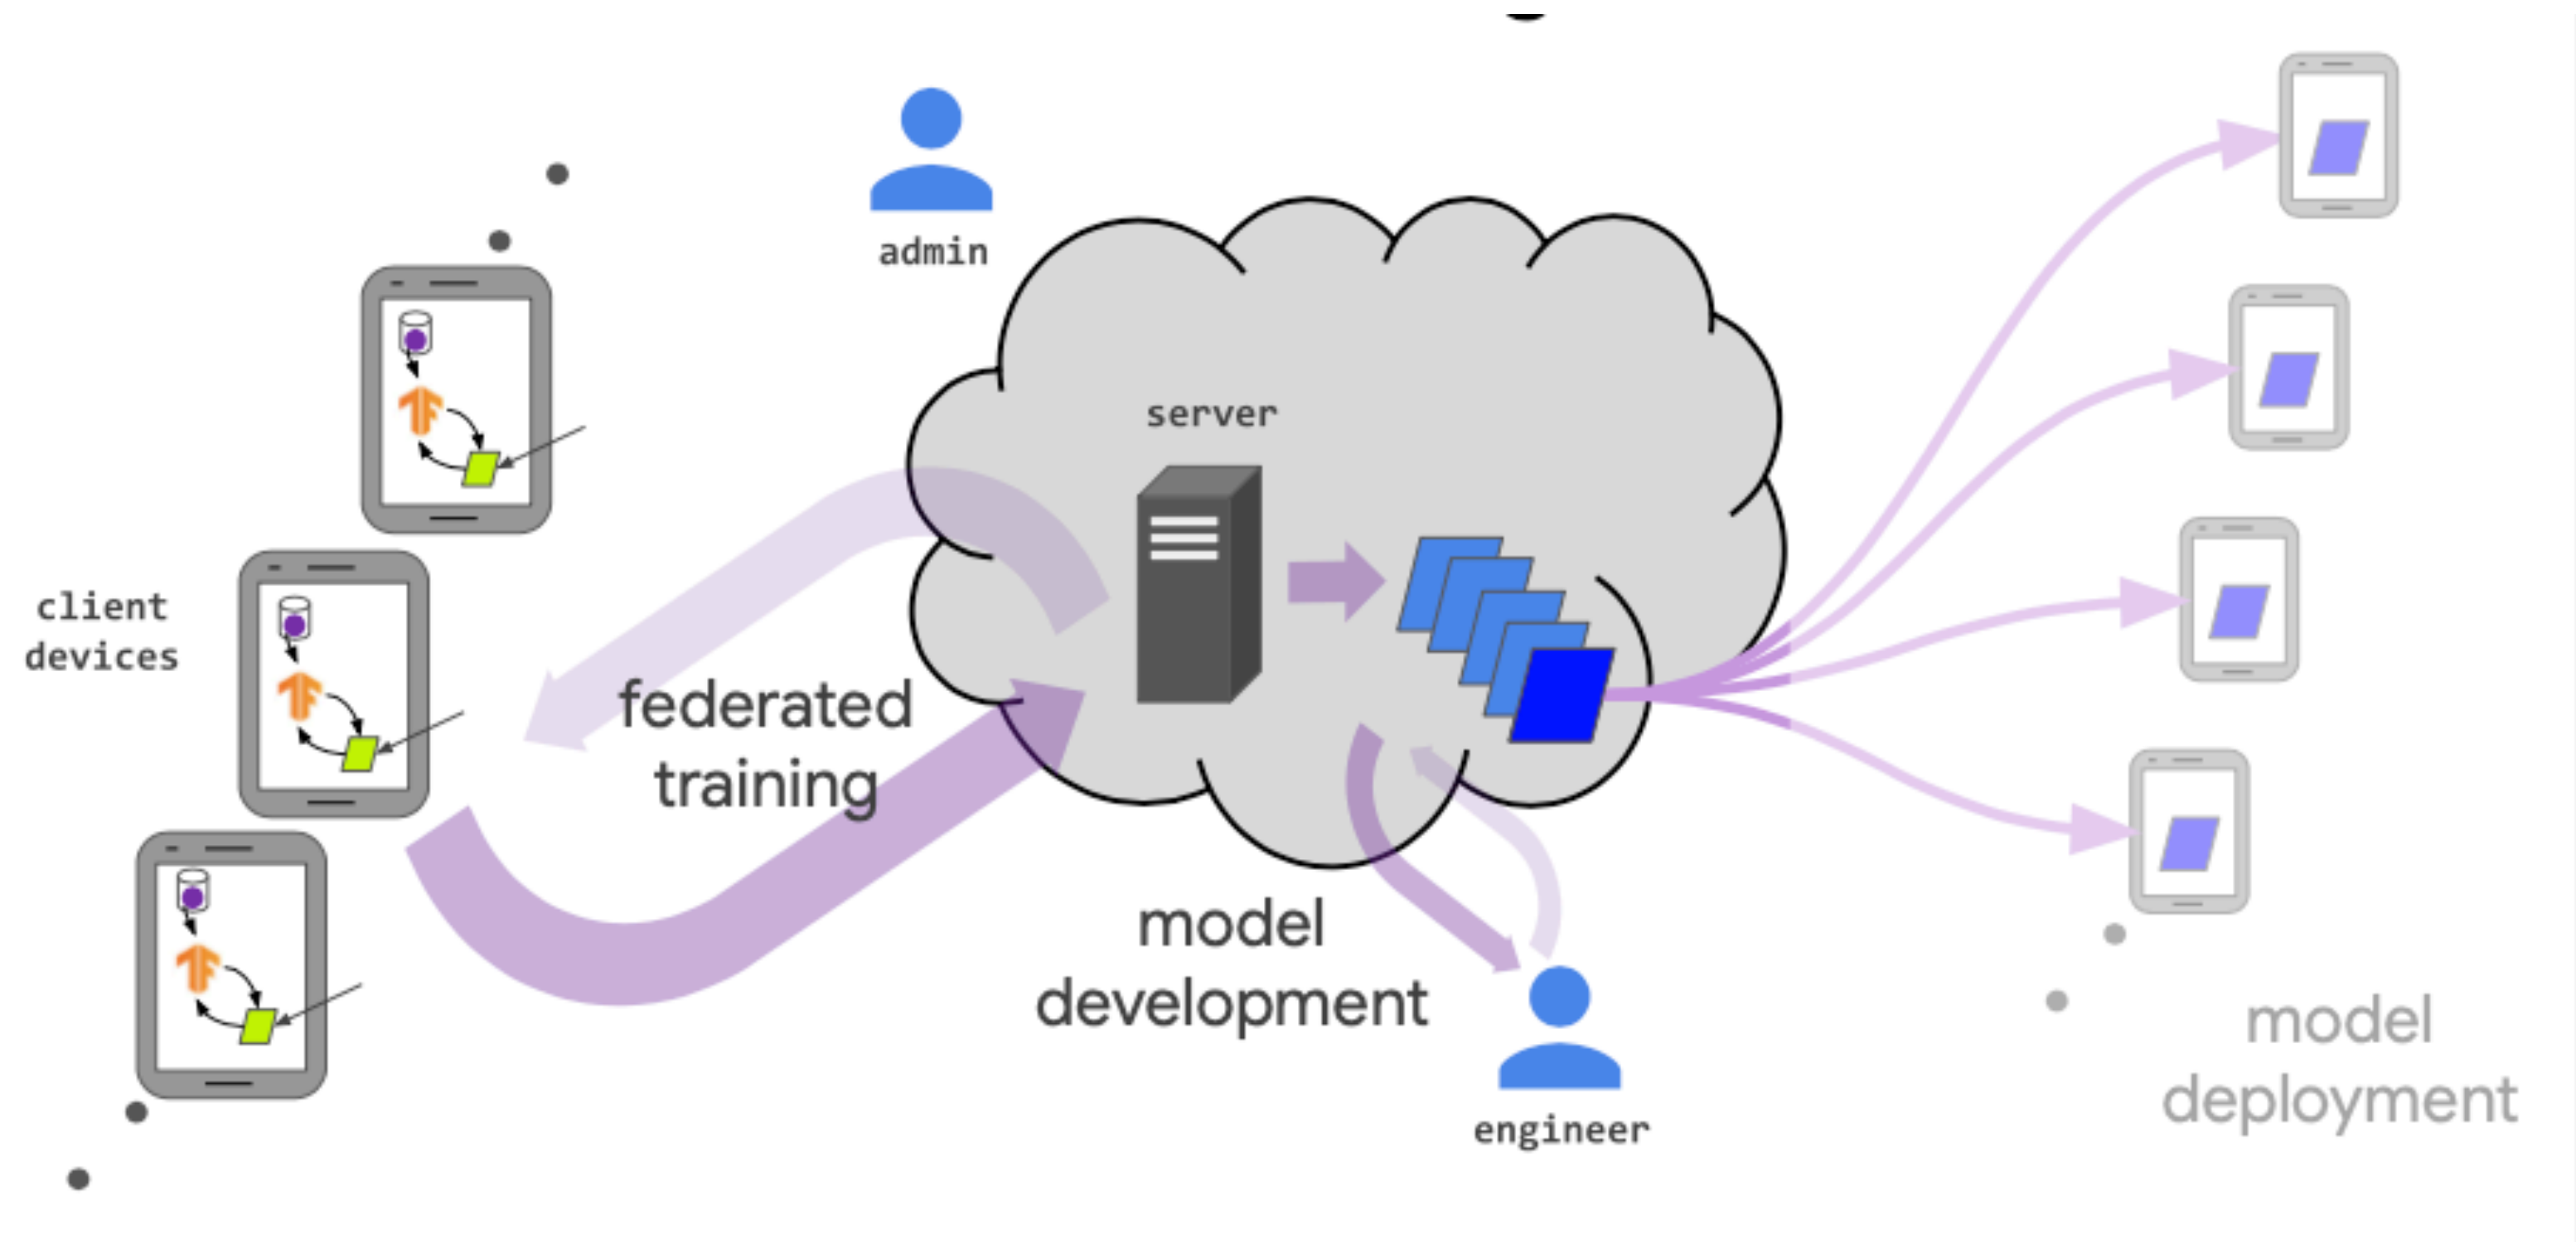 admin
server
client
devices
federated
training
model
development
engineer
model
deployment